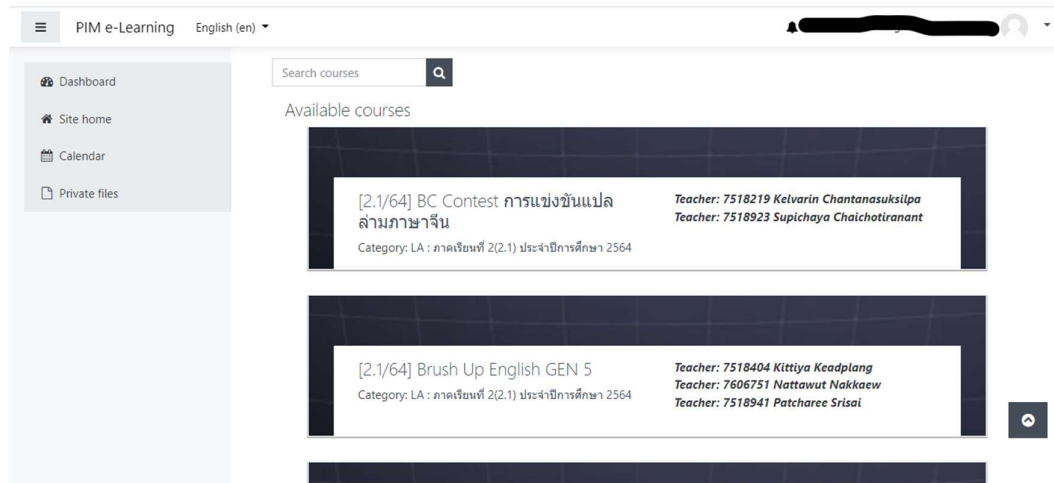 PIM e-Learning English (en)
Dashboard
Site home
Calendar
Private files
Search courses
Available courses
[2.1/64] BC Contest การแข่งขันแปล
ล่ามภาษาจีน
Category: LA : ภาคเรียนที่ 2(2.1) ประจำปีการศึกษา 2564
Teacher: 7518219 Kelvarin Chantanasuksilpa
Teacher: 7518923 Supichaya Chaichotiranant
[2.1/64] Brush Up English GEN 5
Category: LA : ภาคเรียนที่ 2(2.1) ประจำปีการศึกษา 2564
Teacher: 7518404 Kittiya Keadplang
Teacher: 7606751 Nattawut Nakkaew
Teacher: 7518941 Patcharee Srisai